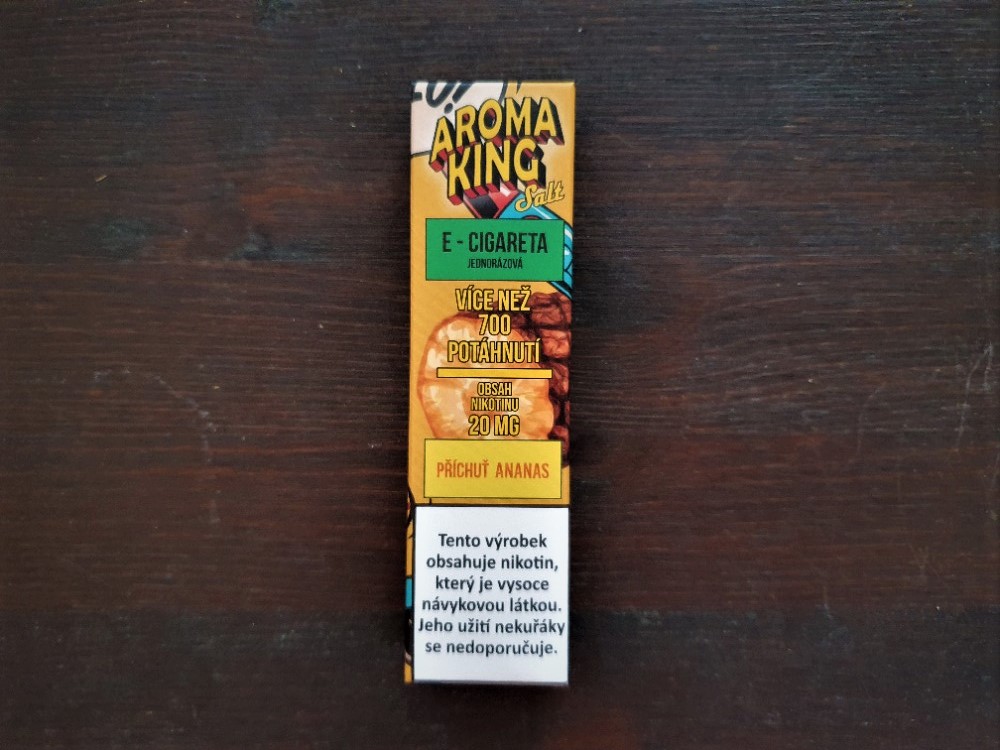 AROMA
KING
Salt
E - CIGARETA
JEDNORÁZOVÁ
VÍCE NEŽ
700
POTÁHNUTÍ
OBSAH
NIKOTINU
20 MG
PŘÍCHUŤ ANANAS
Tento výrobek
obsahuje nikotin,
který je vysoce
návykovou látkou.
Jeho užití nekuřáky
se nedoporučuje.